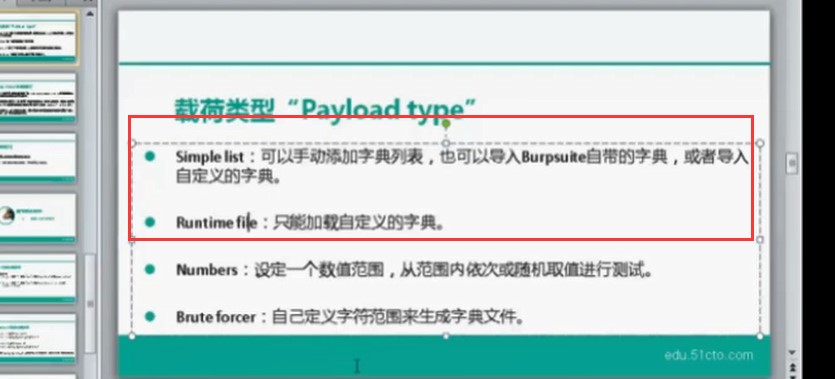 载荷类型“Payload type”
Simple list：可以手动添加字典列表，也可以导入Burpsuite自带的字典，或者导入
自定义的字典。
Runtime file：只能加载自定义的字典。
Numbers：设定一个数值范围，从范围内依次或随机取值进行测试。
Brute forcer：自己定义字符范围来生成字典文件。
edu.51cto.com